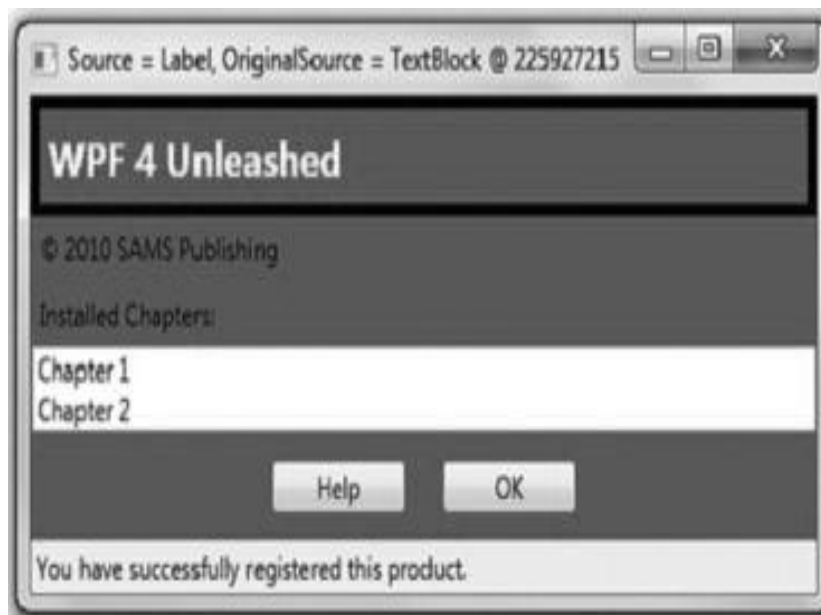 Source = Label, OriginalSource = TextBlock @ 225927215
WPF 4 Unleashed
© 2010 SAMS Publishing
Installed Chapters:
Chapter 1
Chapter 2
Help OK
You have successfully registered this product.